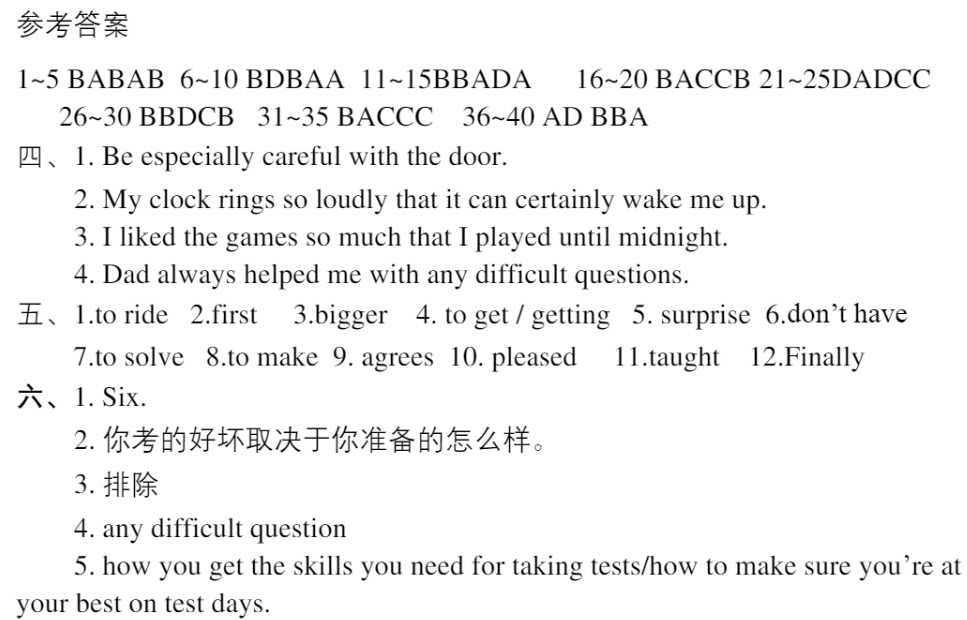 参考答案
1~5 BABAB 6~10 BDBAA 11~15BBADA 16~20 BACCB 21~25DADCC
26~30 BBDCB 31~35 BACCC 36~40 AD BBA
四、1. Be especially careful with the door.
2. My clock rings so loudly that it can certainly wake me up.
3. I liked the games so much that I played until midnight.
4. Dad always helped me with any difficult questions.
五、1.to ride 2.first 3.bigger 4. to get / getting 5. surprise 6.don’t have
7.to solve 8.to make 9. agrees 10. pleased 11.taught 12.Finally
六、1. Six.
2. 你考的好坏取决于你准备的怎么样。
3. 排除
4. any difficult question
5. how you get the skills you need for taking tests/how to make sure you’re at
your best on test days.